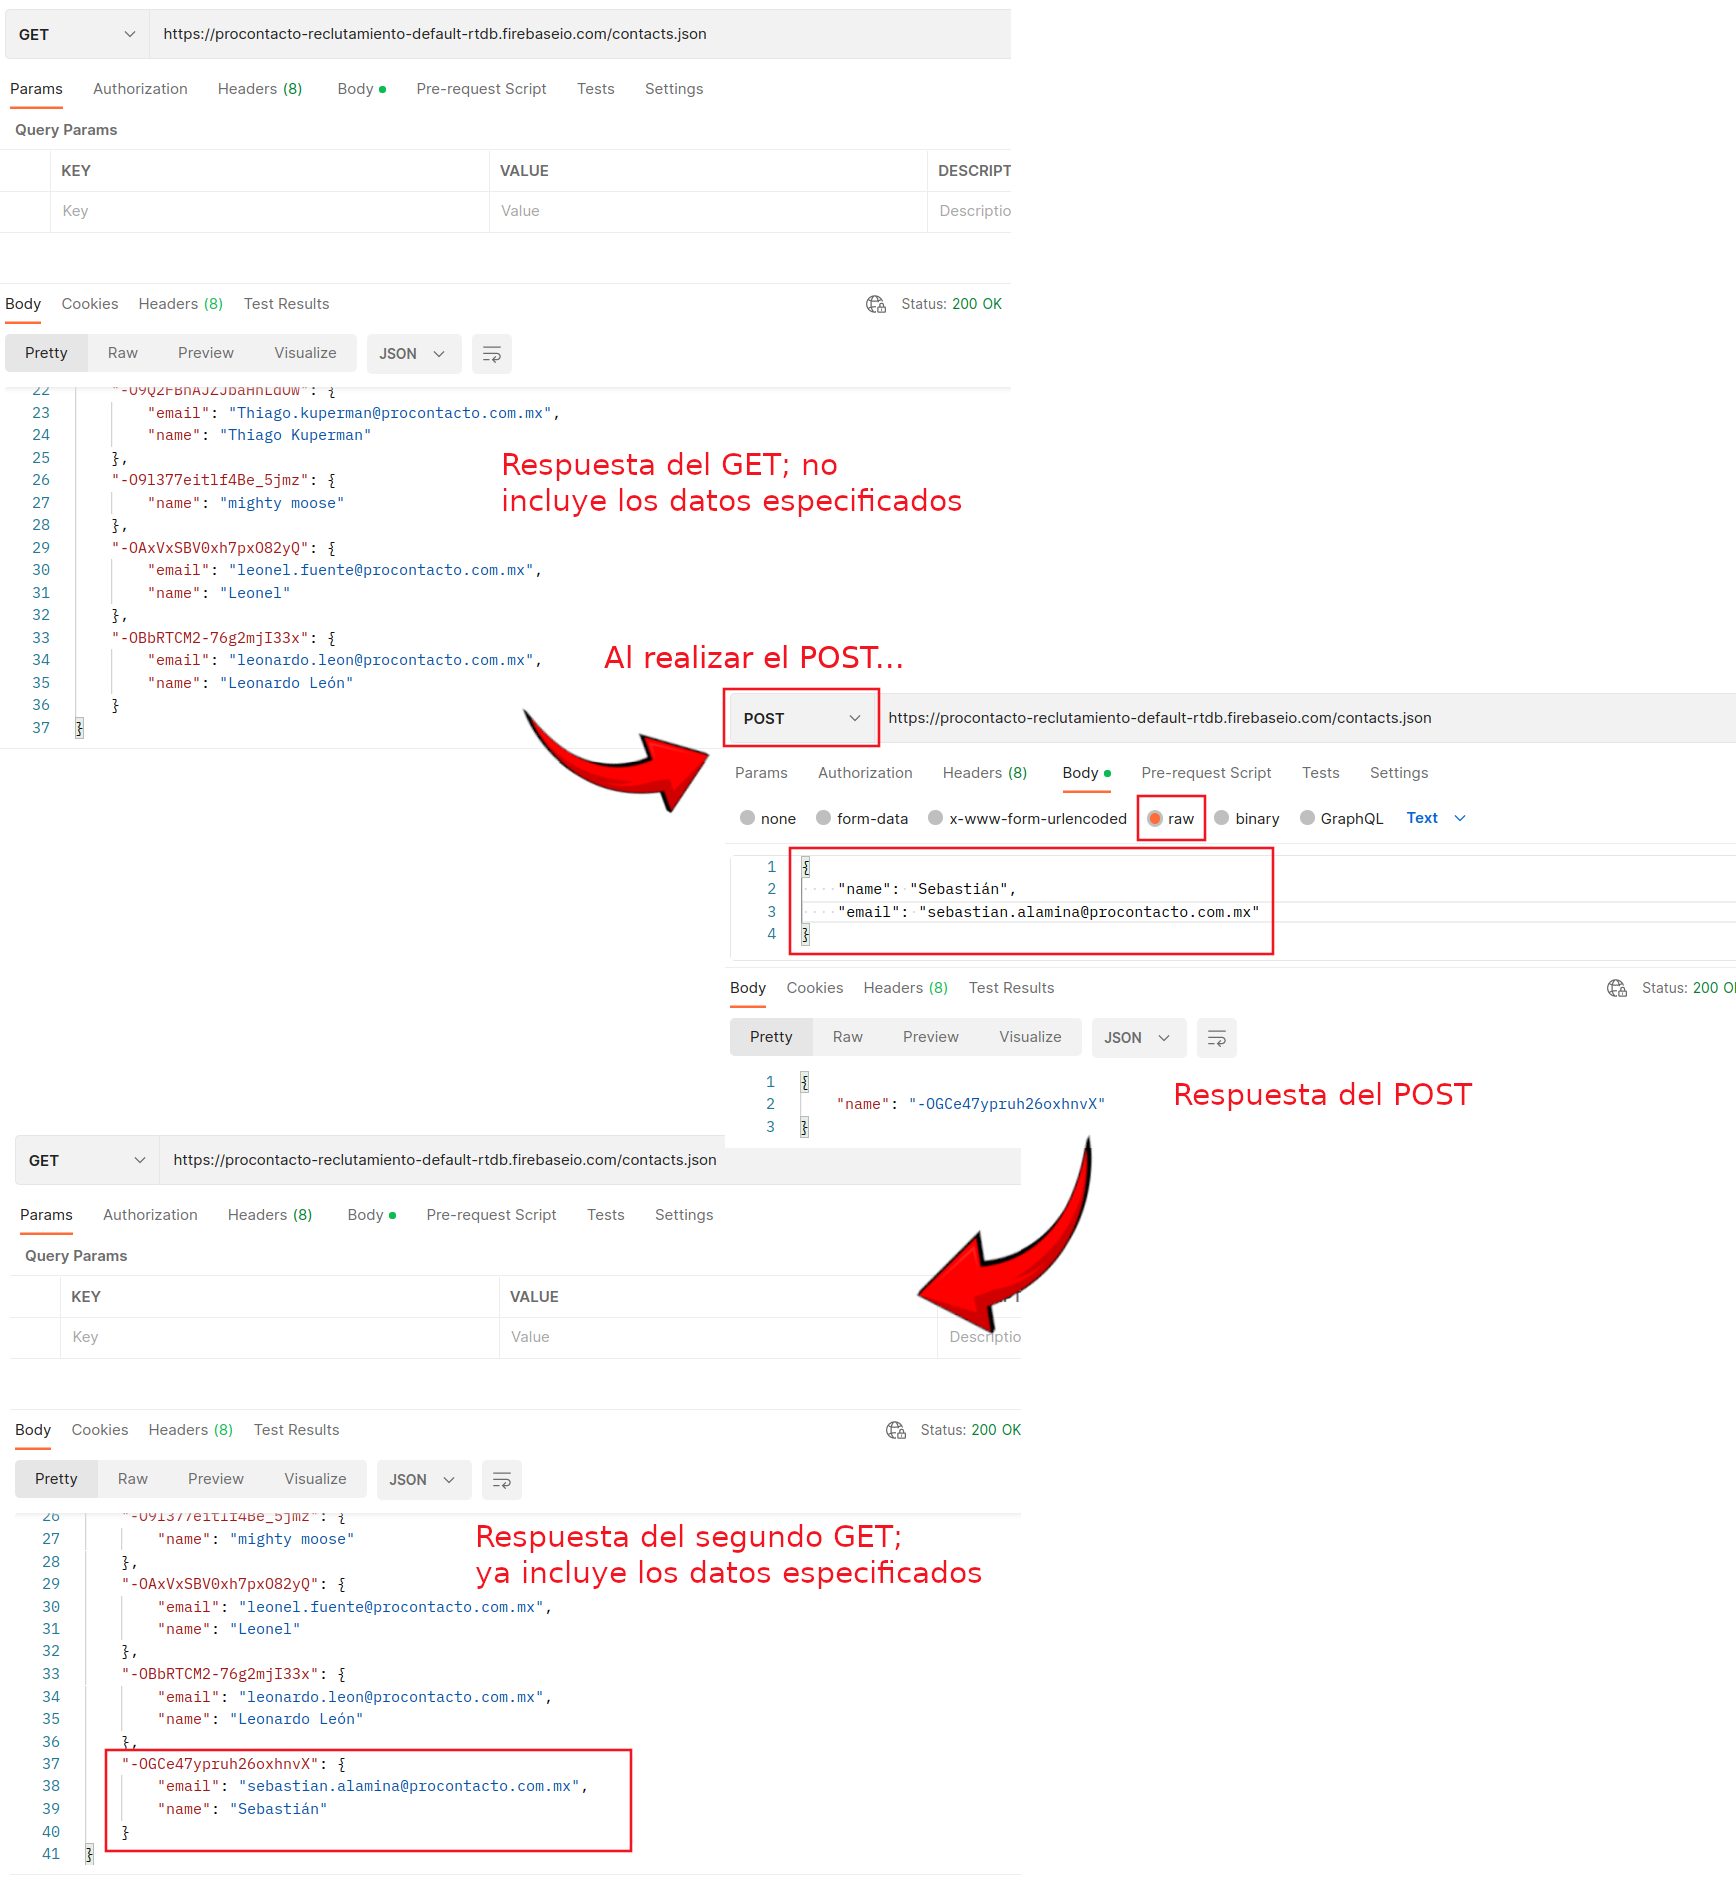 GET https://procontacto-reclutamiento-default-rtdb.firebaseio.com/contacts.json
Params Authorization Headers (8) Body Pre-request Script Tests Settings
Query Params
KEY VALUE DESCRIPT
Key Value Descriptio
Body Cookies Headers (8) Test Results Status: 200 OK
Pretty Raw Preview Visualize JSON
22 {
23 "email": "Thiago.kuperman@procontacto.com.mx",
24 "name": "Thiago Kuperman"
25 },
26 "-O9l377eitlf4Be_5jmz": {
27 "name": "mighty moose"
28 },
29 "-OAxVxSBV0xh7pxO82yQ": {
30 "email": "leonel.fuente@procontacto.com.mx",
31 "name": "Leonel"
32 },
33 "-OBbRTCM2-76g2mjI33x": {
34 "email": "leonardo.leon@procontacto.com.mx",
35 "name": "Leonardo León"
36 }
37 }
Respuesta del GET; no
incluye los datos especificados
Al realizar el POST...
POST https://procontacto-reclutamiento-default-rtdb.firebaseio.com/contacts.json
Params Authorization Headers (8) Body Pre-request Script Tests Settings
none form-data x-www-form-urlencoded raw binary GraphQL Text
1 {
2 "name": "Sebastián",
3 "email": "sebastian.alamina@procontacto.com.mx"
4 }
Body Cookies Headers (8) Test Results Status: 200 OK
Pretty Raw Preview Visualize JSON
1 {
2 "name": "-OGCe47ypruh26oxhnvX"
3 }
Respuesta del POST
GET https://procontacto-reclutamiento-default-rtdb.firebaseio.com/contacts.json
Params Authorization Headers (8) Body Pre-request Script Tests Settings
Query Params
KEY VALUE
Key Value Descriptio
Body Cookies Headers (8) Test Results Status: 200 OK
Pretty Raw Preview Visualize JSON
26 "-O9l377eitlf4Be_5jmz": {
27 "name": "mighty moose"
28 },
29 "-OAxVxSBV0xh7pxO82yQ": {
30 "email": "leonel.fuente@procontacto.com.mx",
31 "name": "Leonel"
32 },
33 "-OBbRTCM2-76g2mjI33x": {
34 "email": "leonardo.leon@procontacto.com.mx",
35 "name": "Leonardo León"
36 },
37 "-OGCe47ypruh26oxhnvX": {
38 "email": "sebastian.alamina@procontacto.com.mx",
39 "name": "Sebastián"
40 }
41 }
Respuesta del segundo GET;
ya incluye los datos especificados